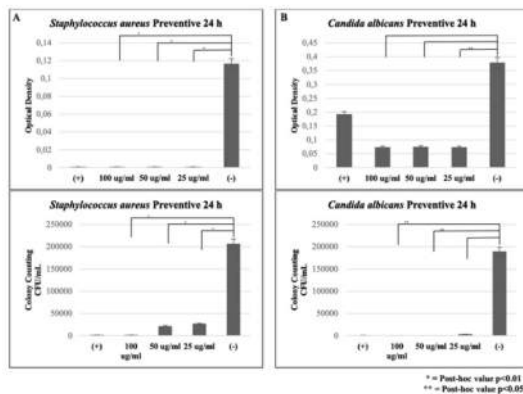 A
Staphylococcus aureus Preventive 24 h
*
*
*
0,14
0,12
0,1
0,08
0,06
0,04
0,02
0
Optical Density
(+) 100 ug/ml 50 ug/ml 25 ug/ml (-)
B
Candida albicans Preventive 24 h
**
0,45
0,4
0,35
0,3
0,25
0,2
0,15
0,1
0,05
0
Optical Density
(+) 100 ug/ml 50 ug/ml 25 ug/ml (-)
Staphylococcus aureus Preventive 24 h
250000
200000
150000
100000
50000
0
Colony Counting
CFU/mL
(+) 100 50 ug/ml 25 ug/ml (-)
ug/ml
Candida albicans Preventive 24 h
**
**
250000
200000
150000
100000
50000
0
Colony Counting
CFU/mL
(+) 100 50 ug/ml 25 ug/ml (-)
ug/ml
* = Post-hoc value p<0.01
** = Post-hoc value p<0.05